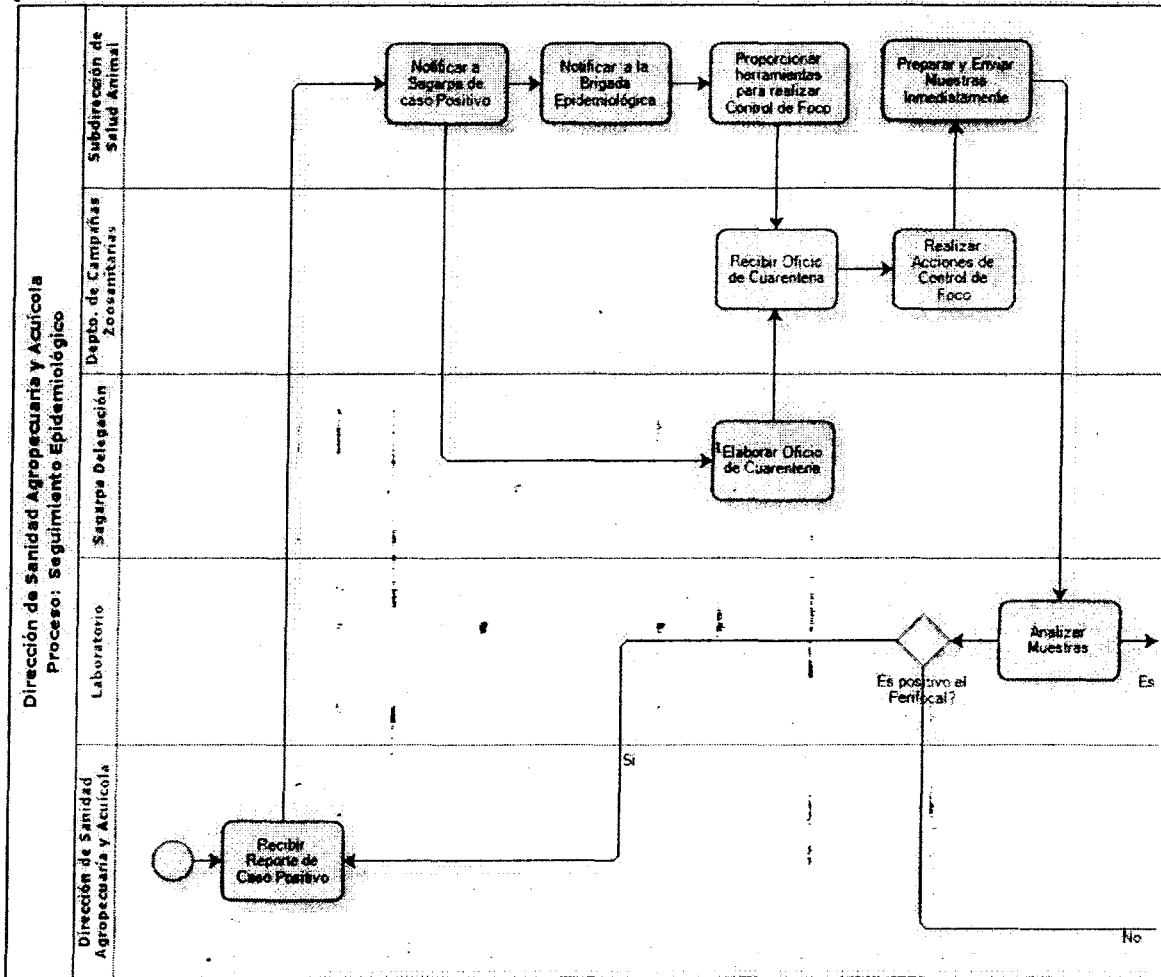 Dirección de Sanidad Agropecuaria y Acuícola
Proceso: Seguimiento Epidemiológico
Subdirección de
Salud Animal
Notificar a
Sagarpa de
caso Positivo
Notificar a la
Brigada
Epidemiológica
Proporcionar
herramientas
para realizar
Control de Foco
Preparar y Enviar
Muestras
Inmediatamente
Depto. de Campañas
Zoosanitarias
Recibir Oficio
de Cuarentena
Realizar
Acciones de
Control de
Foco
Sagarpa Delegación
Elaborar Oficio
de Cuarentena
Laboratorio
Analizar
Muestras
Es positivo el
Perifocal?
Es
Sí
Dirección de Sanidad
Agropecuaria y Acuícola
Recibir
Reporte de
Caso Positivo
No